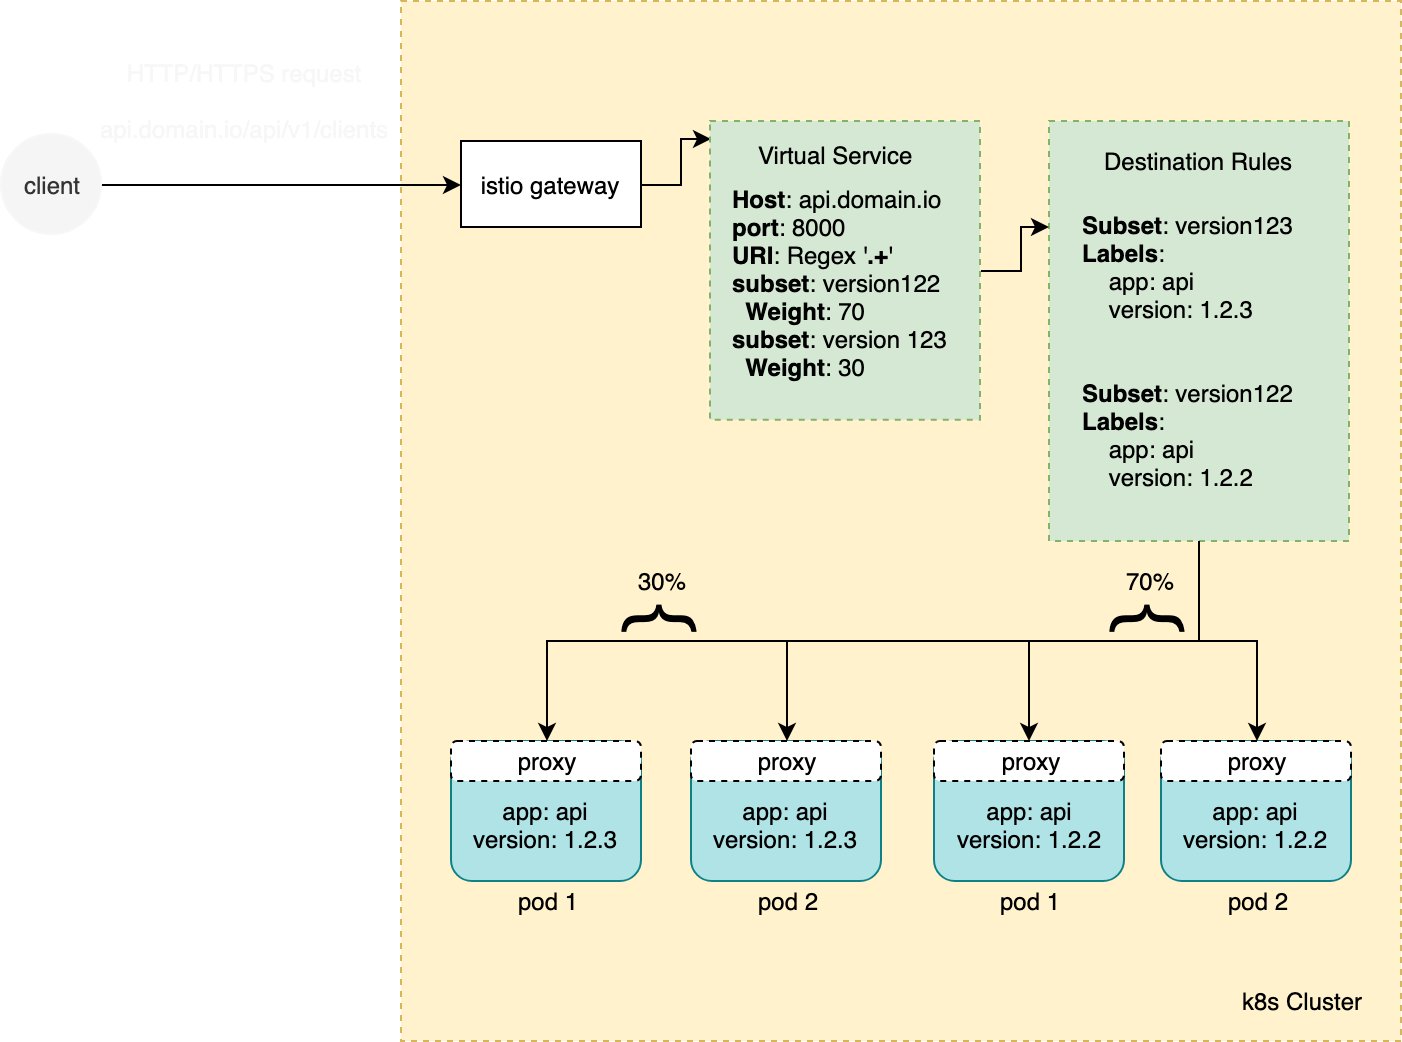 HTTP/HTTPS request
api.domain.io/api/v1/clients
client
istio gateway
Virtual Service
Host: api.domain.io
port: 8000
URI: Regex '.+'
subset: version122
Weight: 70
subset: version 123
Weight: 30
Destination Rules
Subset: version123
Labels:
app: api
version: 1.2.3
Subset: version122
Labels:
app: api
version: 1.2.2
30%
70%
proxy
app: api
version: 1.2.3
pod 1
proxy
app: api
version: 1.2.3
pod 2
proxy
app: api
version: 1.2.2
pod 1
proxy
app: api
version: 1.2.2
pod 2
k8s Cluster